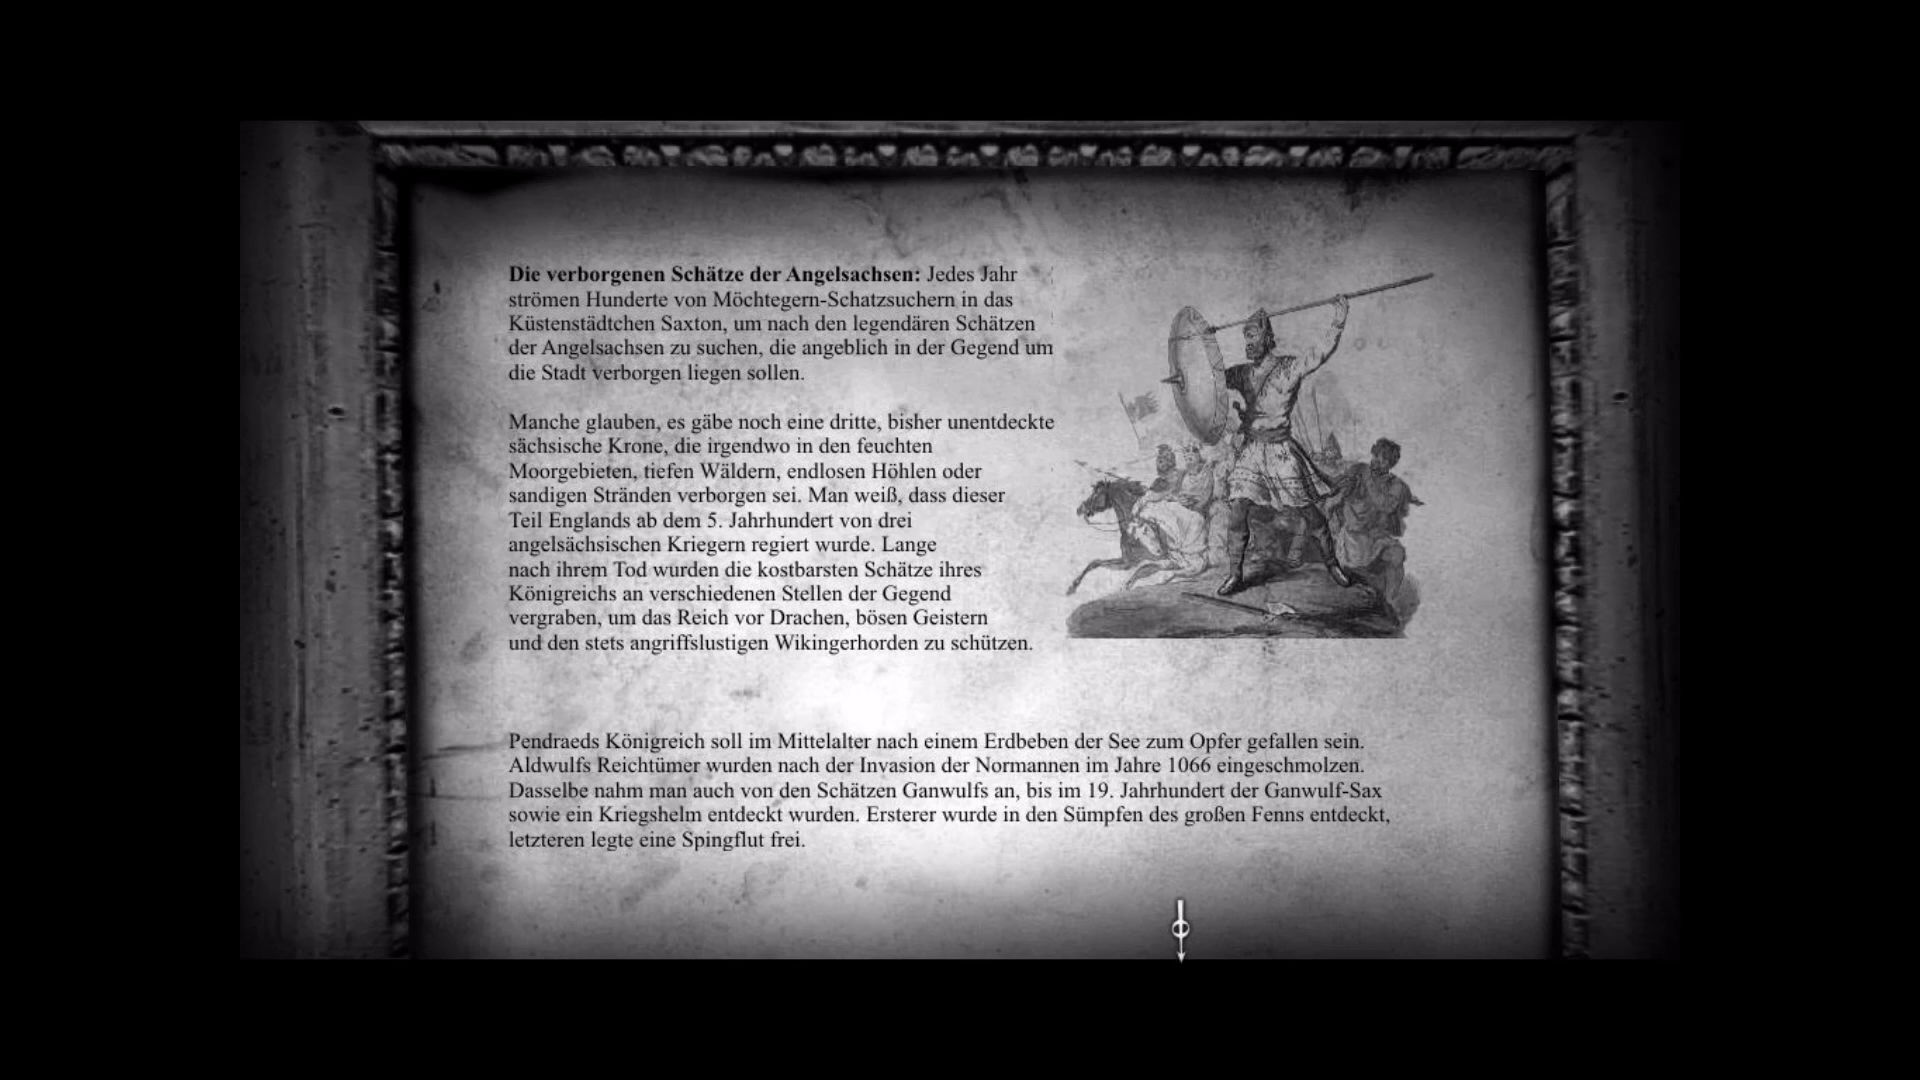 Die verborgenen Schätze der Angelsachsen: Jedes Jahr
strömen Hunderte von Möchtegern-Schatzsuchern in das
Küstenstädtchen Saxton, um nach den legendären Schätzen
der Angelsachsen zu suchen, die angeblich in der Gegend um
die Stadt verborgen liegen sollen.
Manche glauben, es gäbe noch eine dritte, bisher unentdeckte
sächsische Krone, die irgendwo in den feuchten
Moorgebieten, tiefen Wäldern, endlosen Höhlen oder
sandigen Stränden verborgen sei. Man weiß, dass dieser
Teil Englands ab dem 5. Jahrhundert von drei
angelsächsischen Kriegern regiert wurde. Lange
nach ihrem Tod wurden die kostbarsten Schätze ihres
Königreichs an verschiedenen Stellen der Gegend
vergraben, um das Reich vor Drachen, bösen Geistern
und den stets angriffslustigen Wikingerhorden zu schützen.
Pendraeds Königreich soll im Mittelalter nach einem Erdbeben der See zum Opfer gefallen sein.
Aldwulfs Reichtümer wurden nach der Invasion der Normannen im Jahre 1066 eingeschmolzen.
Dasselbe nahm man auch von den Schätzen Ganwulfs an, bis im 19. Jahrhundert der Ganwulf-Sax
sowie ein Kriegshelm entdeckt wurden. Ersterer wurde in den Sümpfen des großen Fenns entdeckt,
letzteren legte eine Spingflut frei.